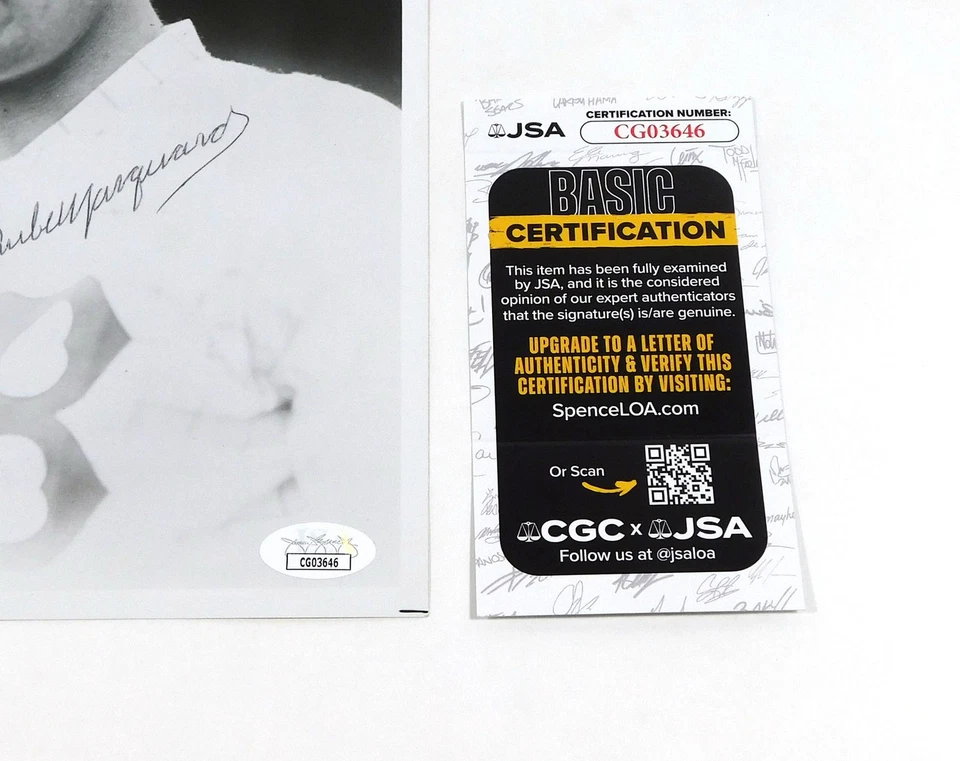 Rube Marquard
CG03646
JSA
CERTIFICATION NUMBER:
CG03646
BASIC
CERTIFICATION
This item has been fully examined
by JSA, and it is the considered
opinion of our expert authenticators
that the signature(s) is/are genuine.
UPGRADE TO A LETTER OF
AUTHENTICITY & VERIFY THIS
CERTIFICATION BY VISITING:
SpenceLOA.com
Or Scan
CGC x JSA
Follow us at @jsaloa